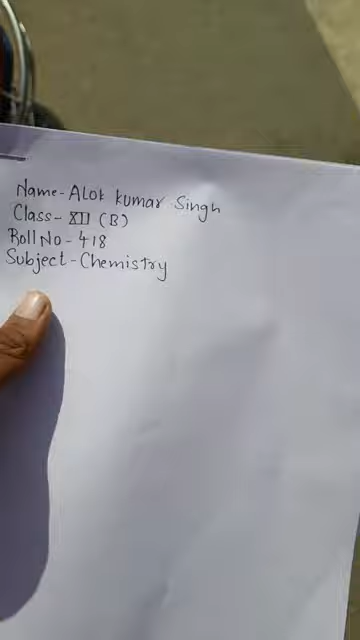 Name- Alok kumar Singh
Class- XII (B)
Roll No - 418
Subject - Chemistry